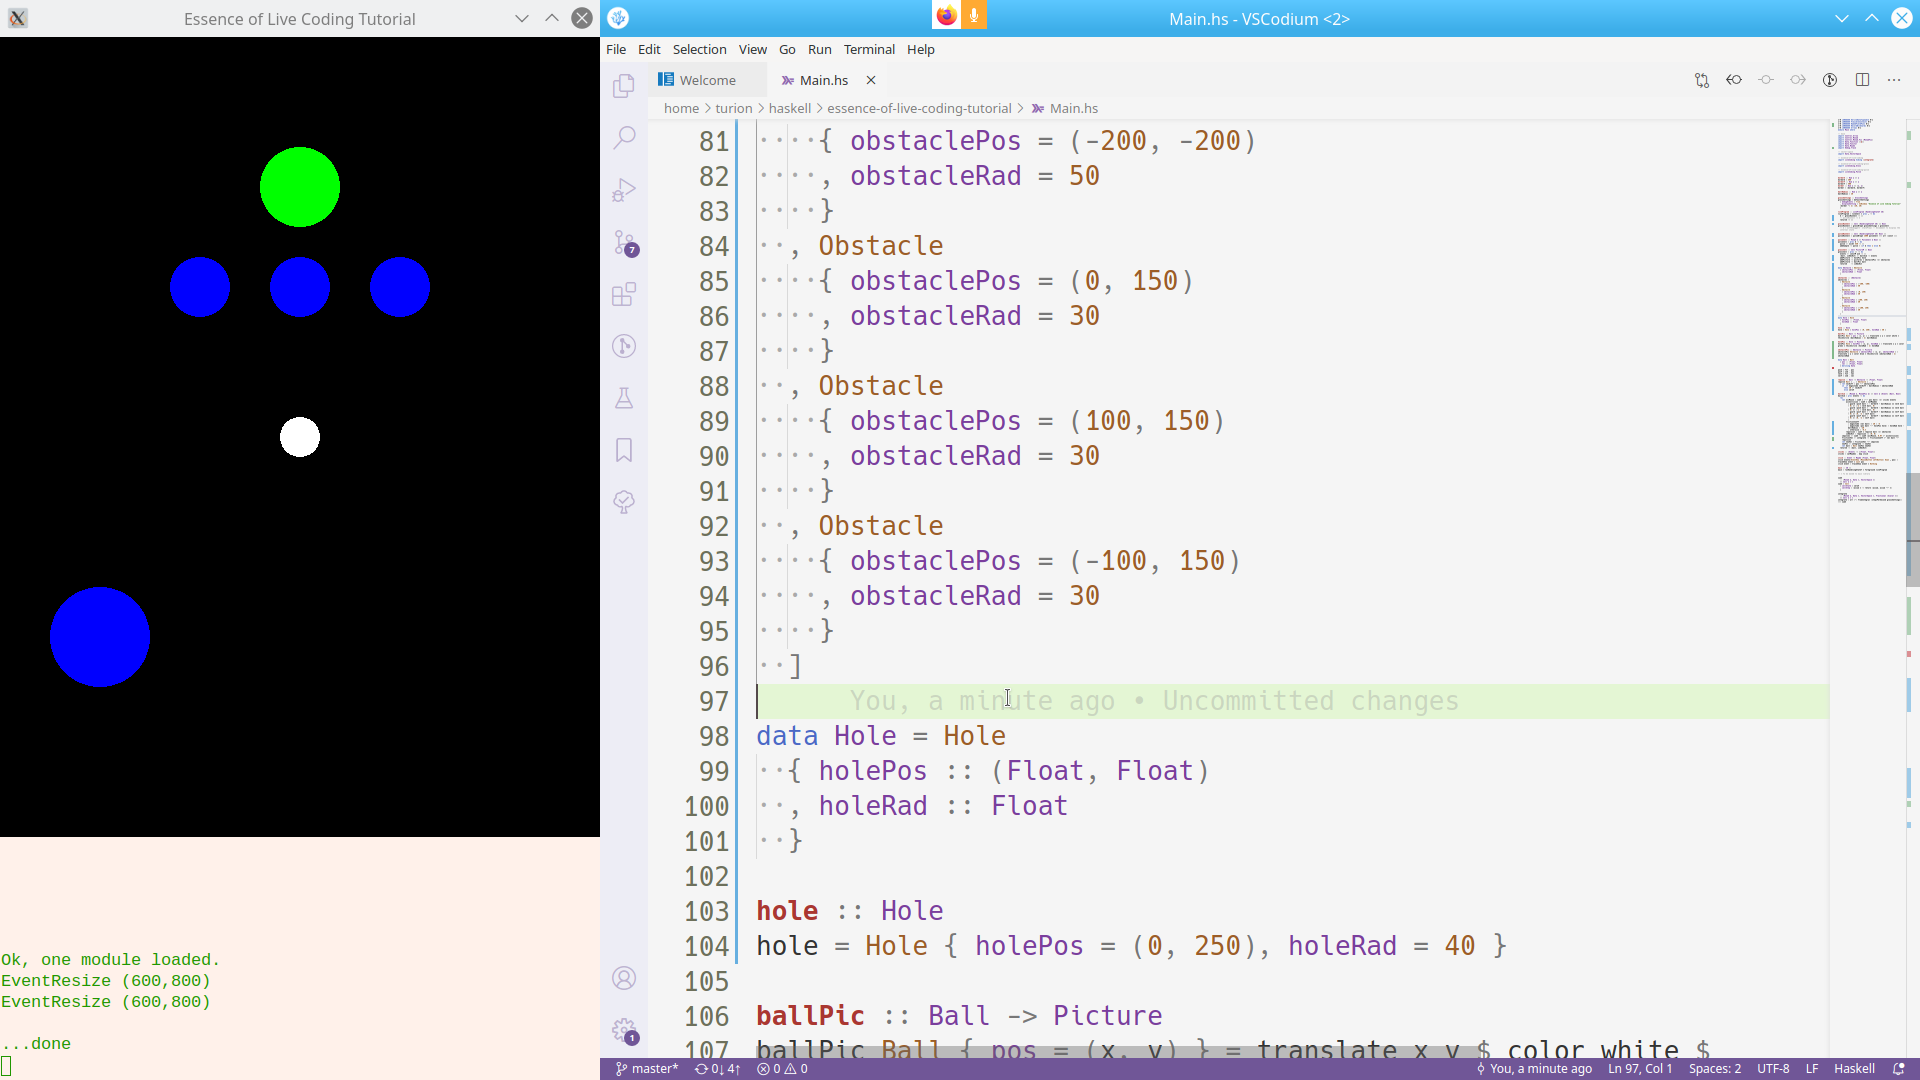 Essence of Live Coding Tutorial
Main.hs - VSCodium <2>
File Edit Selection View Go Run Terminal Help
Welcome
Main.hs
home > turion > haskell > essence-of-live-coding-tutorial > Main.hs
81 ····{ obstaclePos = (-200, -200)
82 ····, obstacleRad = 50
83 ····}
84 ··, Obstacle
85 ····{ obstaclePos = (0, 150)
86 ····, obstacleRad = 30
87 ····}
88 ··, Obstacle
89 ····{ obstaclePos = (100, 150)
90 ····, obstacleRad = 30
91 ····}
92 ··, Obstacle
93 ····{ obstaclePos = (-100, 150)
94 ····, obstacleRad = 30
95 ····}
96 ··]
97 You, a minute ago • Uncommitted changes
98 data Hole = Hole
99 ··{ holePos :: (Float, Float)
100 ··, holeRad :: Float
101 ··}
102
103 hole :: Hole
104 hole = Hole { holePos = (0, 250), holeRad = 40 }
105
106 ballPic :: Ball -> Picture
107 ballPic Ball { pos = (x, y) } = translate x y $ color white $
7
1
Ok, one module loaded.
EventResize (600,800)
EventResize (600,800)
...done
master* 0↓ 4↑ 0 0 You, a minute ago Ln 97, Col 1 Spaces: 2 UTF-8 LF Haskell